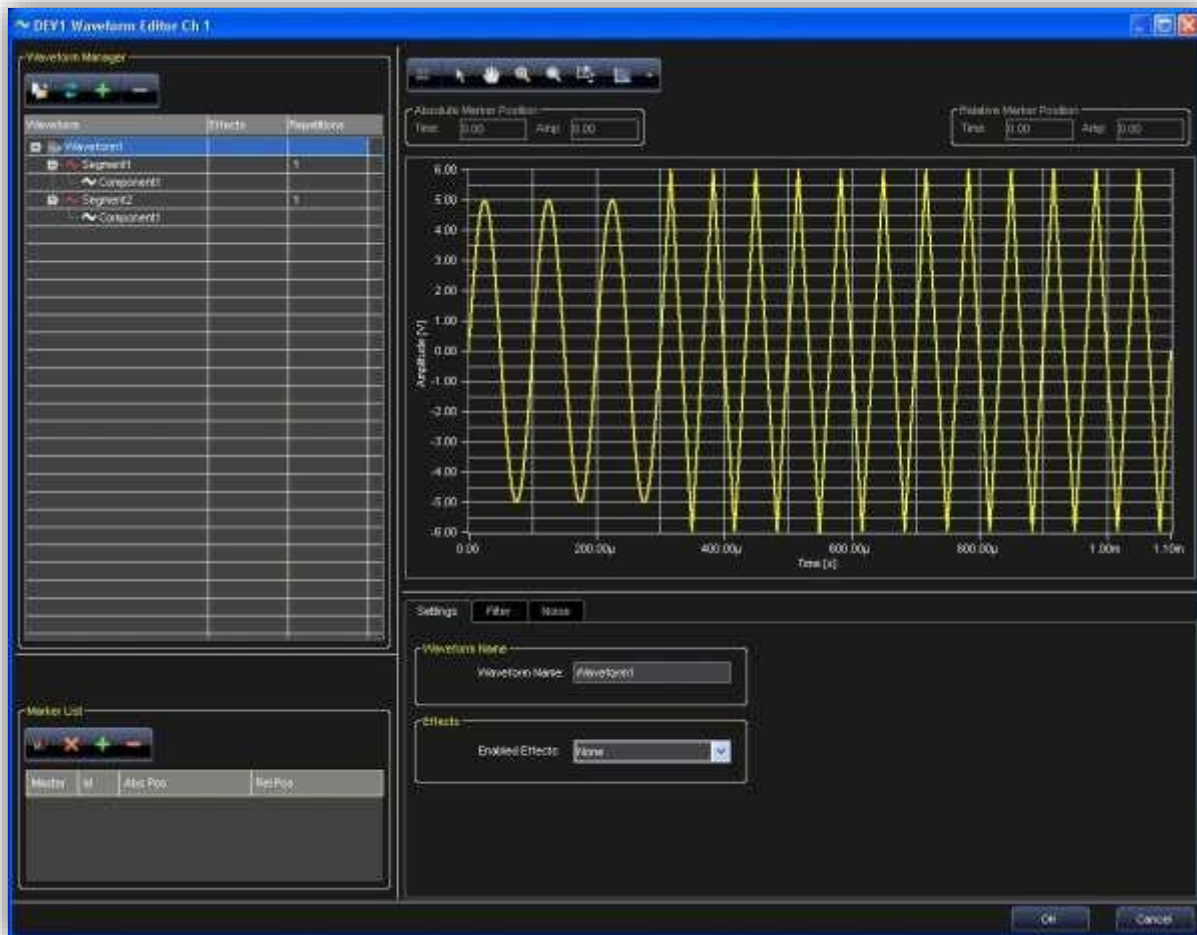 DEV1 Waveform Editor Ch 1
Waveform Manager
Waveform Effects Repetitions
Waveform1
Segment1 1
Component1
Segment2 1
Component1
Marker List
Master Id Abs Pos Rel Pos
Absolute Marker Position
Time: 0.00 Amp: 0.00
Relative Marker Position
Time: 0.00 Amp: 0.00
Amplitude [V]
6.00
5.00
4.00
3.00
2.00
1.00
0.00
-1.00
-2.00
-3.00
-4.00
-5.00
-6.00
0.00 200.00µ 400.00µ 600.00µ 800.00µ 1.00m 1.10m
Time [s]
Settings Filter Noise
Waveform Name
Waveform Name: Waveform1
Effects
Enabled Effects: None
OK Cancel